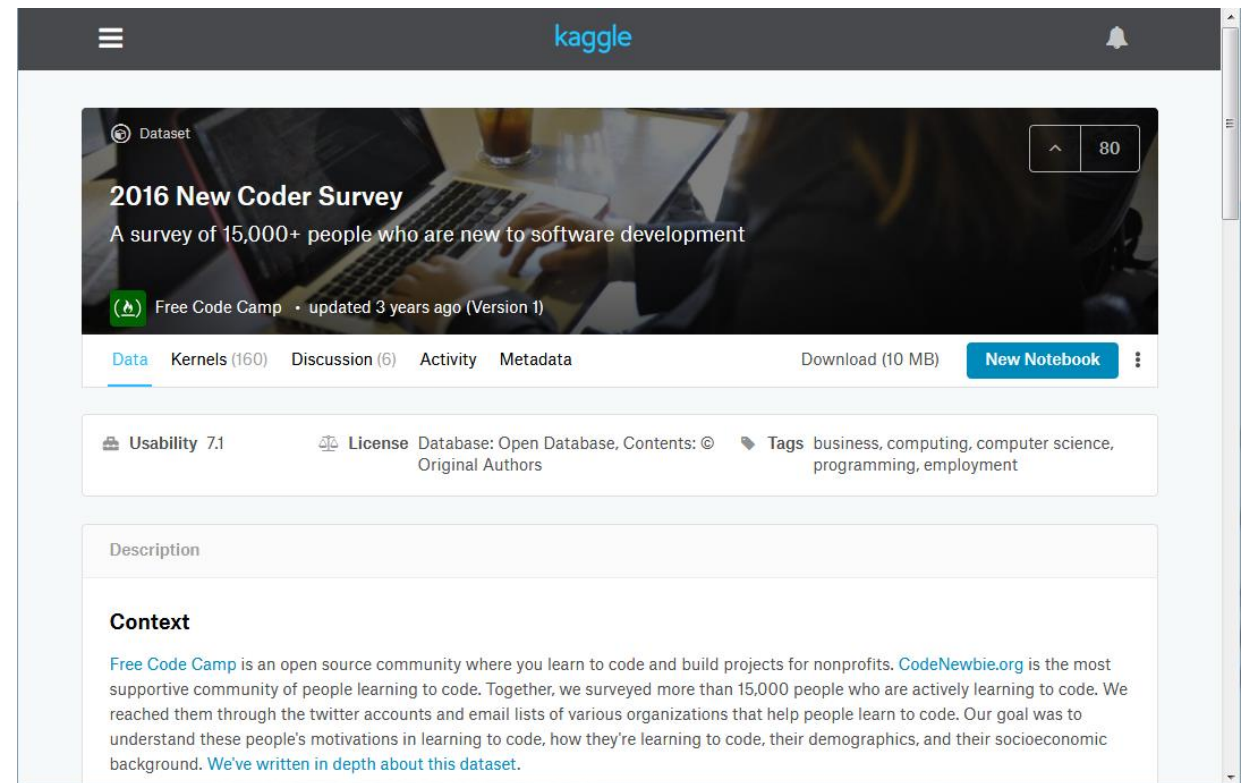 kaggle
Dataset
80
2016 New Coder Survey
A survey of 15,000+ people who are new to software development
Free Code Camp • updated 3 years ago (Version 1)
Data Kernels (160) Discussion (6) Activity Metadata Download (10 MB) New Notebook
Usability 7.1 License Database: Open Database, Contents: © Tags business, computing, computer science,
Original Authors programming, employment
Description
Context
Free Code Camp is an open source community where you learn to code and build projects for nonprofits. CodeNewbie.org is the most
supportive community of people learning to code. Together, we surveyed more than 15,000 people who are actively learning to code. We
reached them through the twitter accounts and email lists of various organizations that help people learn to code. Our goal was to
understand these people's motivations in learning to code, how they're learning to code, their demographics, and their socioeconomic
background. We've written in depth about this dataset.